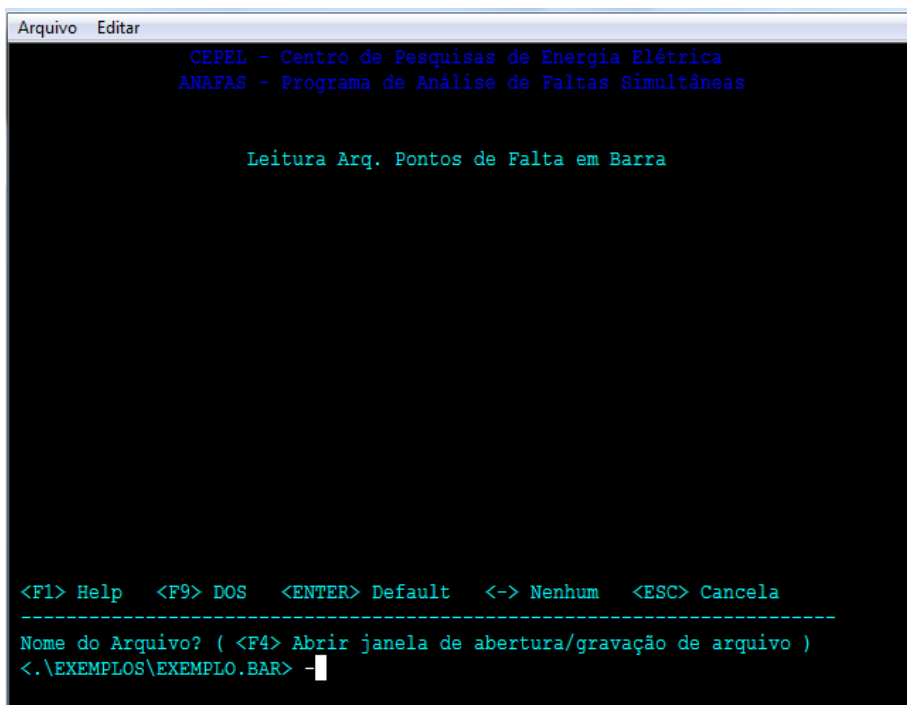 Arquivo Editar
CEPEL - Centro de Pesquisas de Energia Elétrica
ANAFAS - Programa de Análise de Faltas Simultâneas
Leitura Arq. Pontos de Falta em Barra
<F1> Help <F9> DOS <ENTER> Default <-> Nenhum <ESC> Cancela
------------------------------------------------------------------------
Nome do Arquivo? ( <F4> Abrir janela de abertura/gravação de arquivo )
<.\EXEMPLOS\EXEMPLO.BAR> -